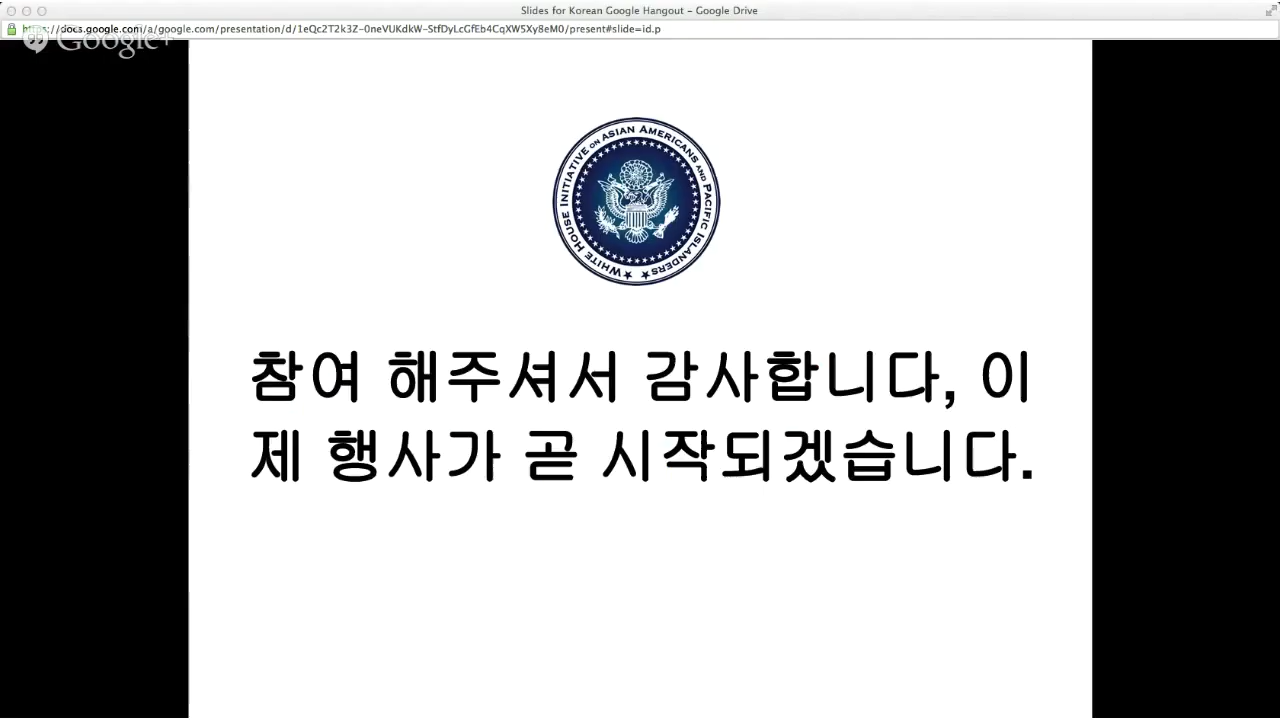 Slides for Korean Google Hangout – Google Drive
https://docs.google.com/a/google.com/presentation/d/1eQc2T2k3Z-0neVUKdkW-StfDyLcGfEb4CqXW5Xy8eM0/present#slide=id.p
Google+
WHITE HOUSE INITIATIVE ON ASIAN AMERICANS AND PACIFIC ISLANDERS
참여 해주셔서 감사합니다, 이
제 행사가 곧 시작되겠습니다.